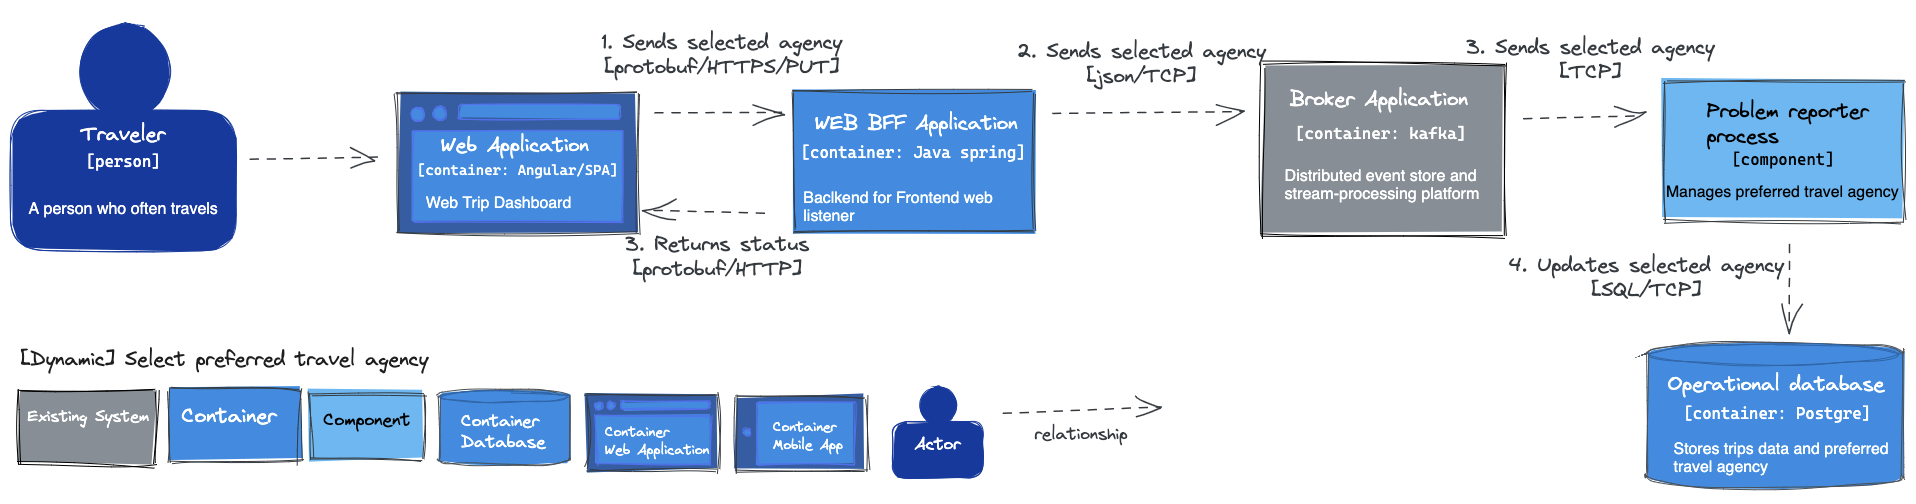 Traveler
[person]
A person who often travels
1. Sends selected agency
[protobuf/HTTPS/PUT]
Web Application
[container: Angular/SPA]
Web Trip Dashboard
3. Returns status
[protobuf/HTTP]
WEB BFF Application
[container: Java spring]
Baclkend for Frontend web
listener
2. Sends selected agency
[json/TCP]
Broker Application
[container: kafka]
Distributed event store and
stream-processing platform
3. Sends selected agency
[TCP]
Problem reporter
process
[component]
Manages preferred travel agency
4. Updates selected agency
[SQL/TCP]
Operational database
[container: Postgre]
Stores trips data and preferred
travel agency
[Dynamic] Select preferred travel agency
Existing System
Container
Component
Container
Database
Container
Web Application
Container
Mobile App
Actor
relationship